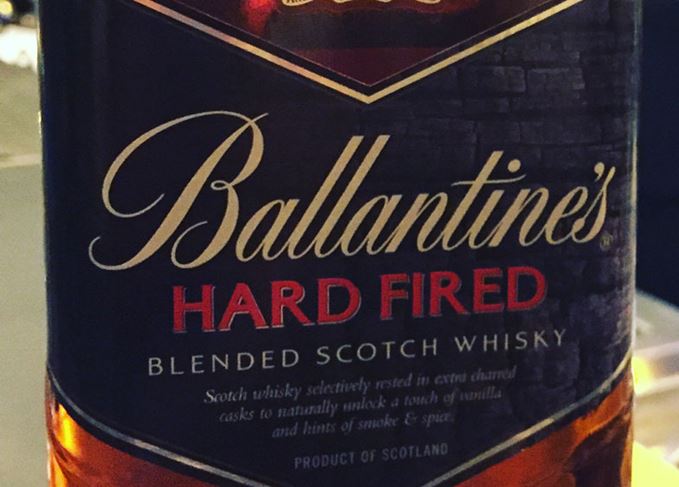 Ballantine's
HARD FIRED
BLENDED SCOTCH WHISKY
Scotch whisky selectively rested in extra charred
casks to naturally unlock a touch of vanilla
and hints of smoke & spice.
PRODUCT OF SCOTLAND